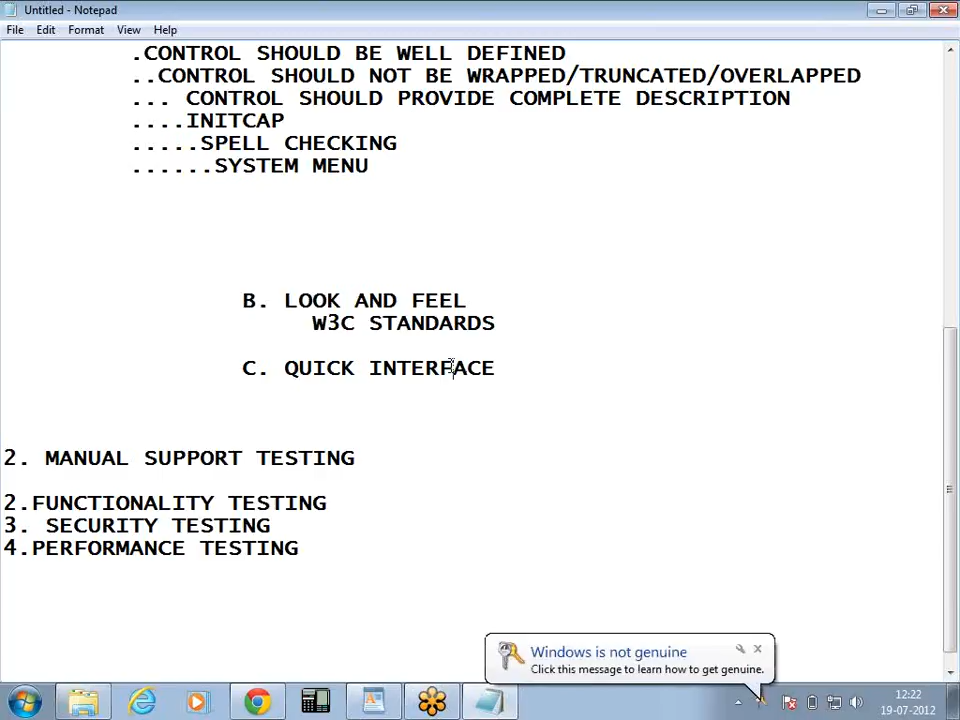 Untitled - Notepad
File Edit Format View Help
.CONTROL SHOULD BE WELL DEFINED
..CONTROL SHOULD NOT BE WRAPPED/TRUNCATED/OVERLAPPED
... CONTROL SHOULD PROVIDE COMPLETE DESCRIPTION
....INITCAP
.....SPELL CHECKING
......SYSTEM MENU
B. LOOK AND FEEL
W3C STANDARDS
C. QUICK INTERFACE
2. MANUAL SUPPORT TESTING
2.FUNCTIONALITY TESTING
3. SECURITY TESTING
4.PERFORMANCE TESTING
Windows is not genuine
Click this message to learn how to get genuine.
12:22
19-07-2012